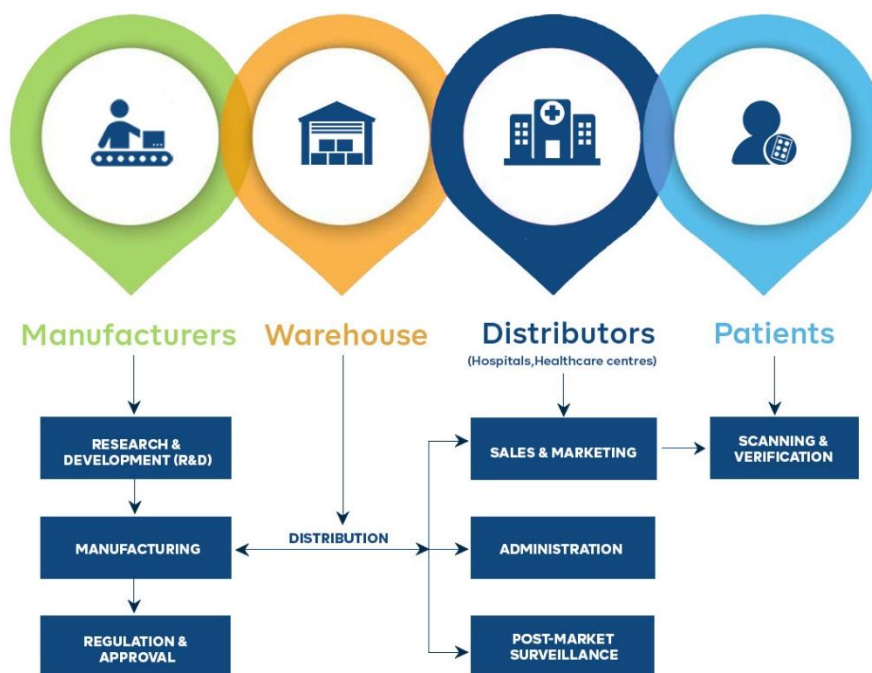 Manufacturers
Warehouse
Distributors
(Hospitals,Healthcare centres)
Patients
RESEARCH &
DEVELOPMENT (R&D)
SALES & MARKETING
SCANNING &
VERIFICATION
MANUFACTURING
DISTRIBUTION
ADMINISTRATION
REGULATION &
APPROVAL
POST-MARKET
SURVEILLANCE